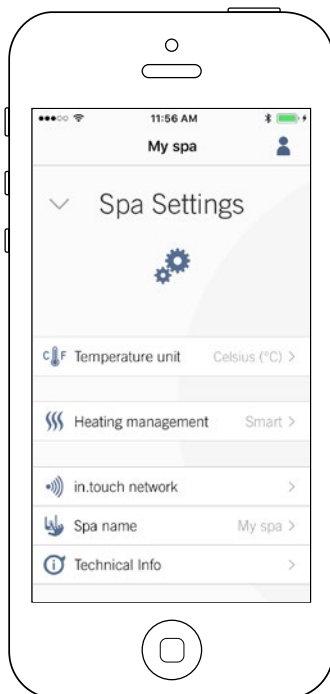 11:56 AM
My spa
Spa Settings
C F Temperature unit Celsius (°C) >
Heating management Smart >
in.touch network >
Spa name My spa >
Technical Info >